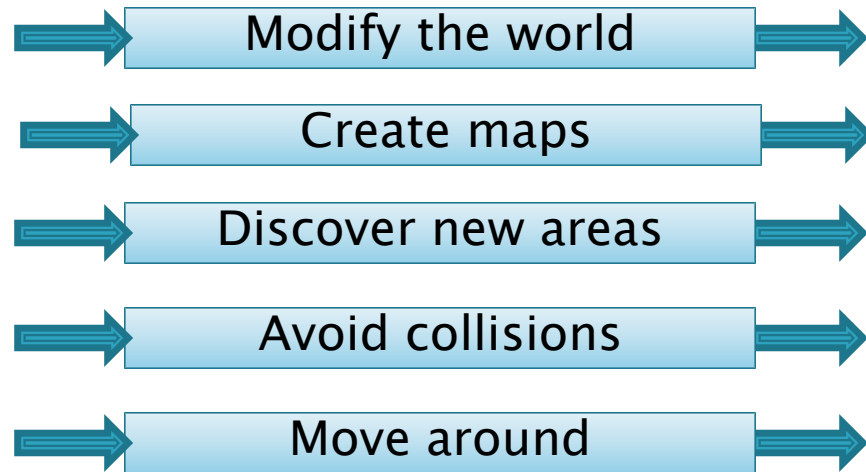 Modify the world
Create maps
Discover new areas
Avoid collisions
Move around